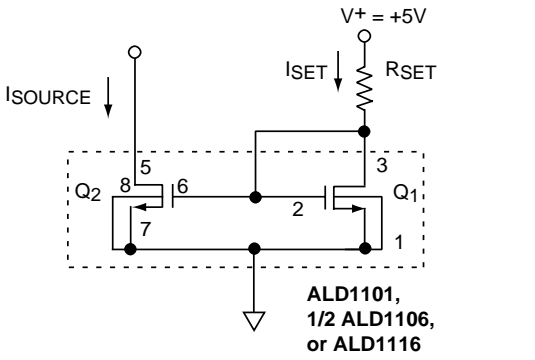 V+ = +5V
ISET
RSET
ISOURCE
3
5
Q2
8
6
Q1
2
7
1
ALD1101,
1/2 ALD1106,
or ALD1116